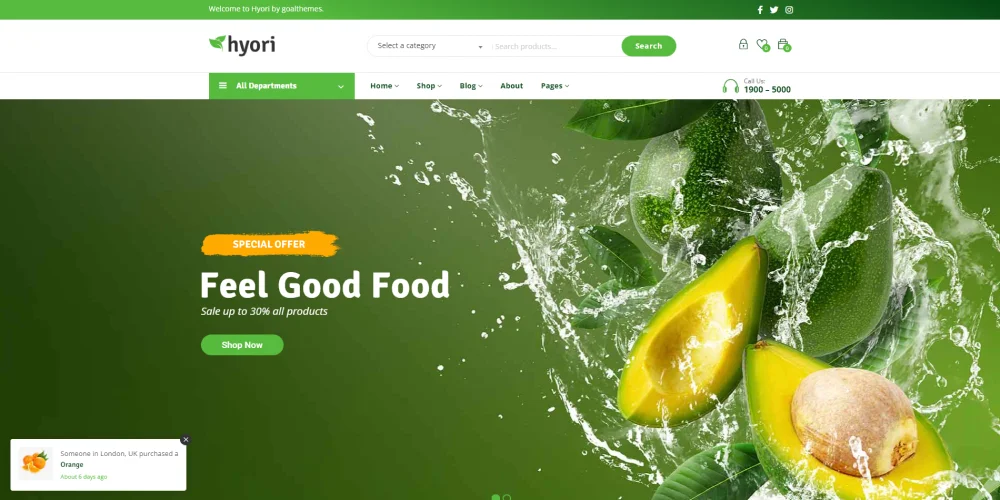 Welcome to Hyori by goalthemes.
hyori
Select a category
Search products...
Search
0
0
All Departments
Home
Shop
Blog
About
Pages
Call Us:
1900 – 5000
SPECIAL OFFER
Feel Good Food
Sale up to 30% all products
Shop Now
Someone in London, UK purchased a
Orange
About 6 days ago